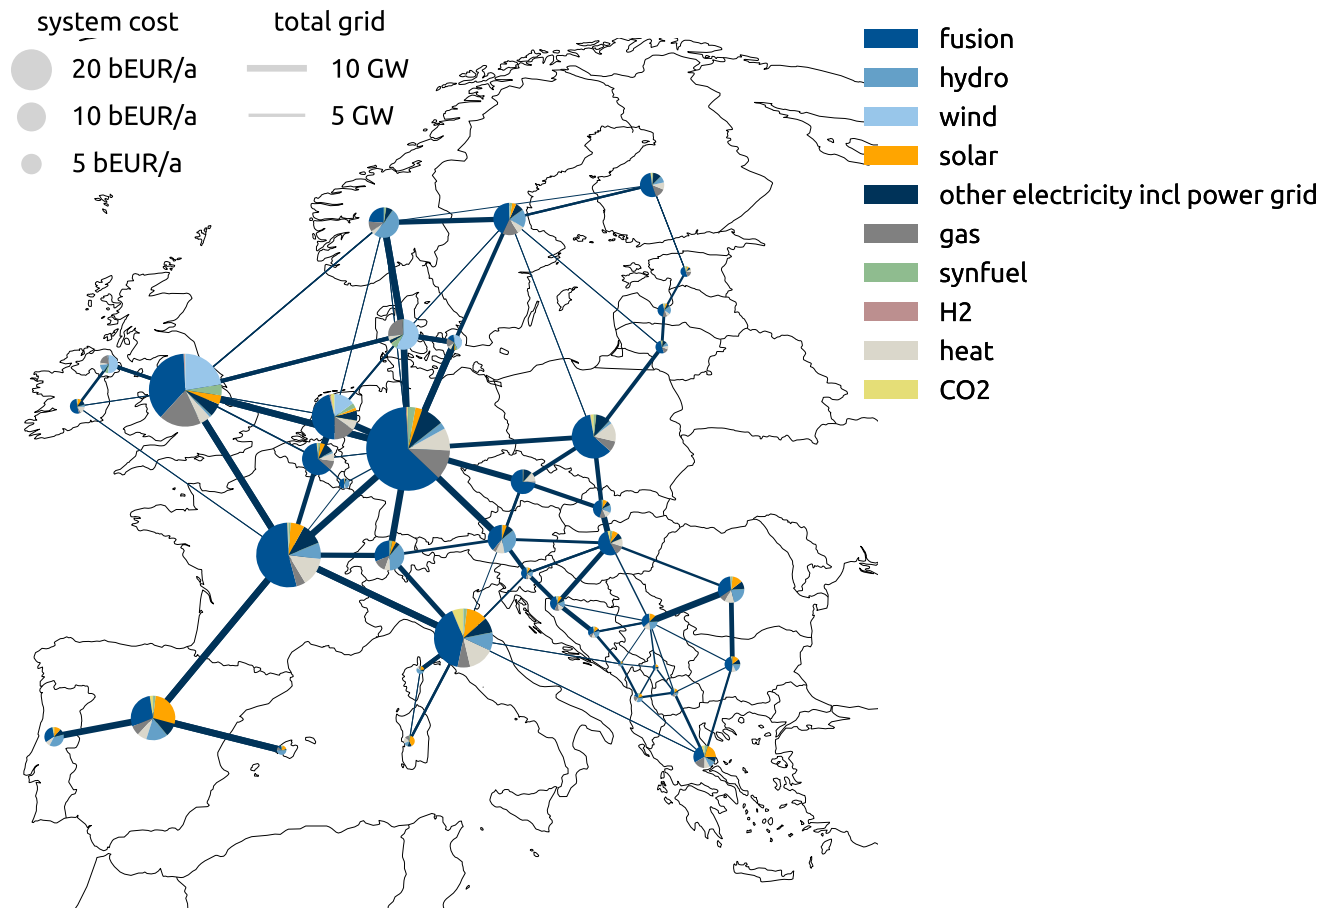 system cost
total grid
20 bEUR/a
10 GW
10 bEUR/a
5 GW
5 bEUR/a
fusion
hydro
wind
solar
other electricity incl power grid
gas
synfuel
H2
heat
CO2